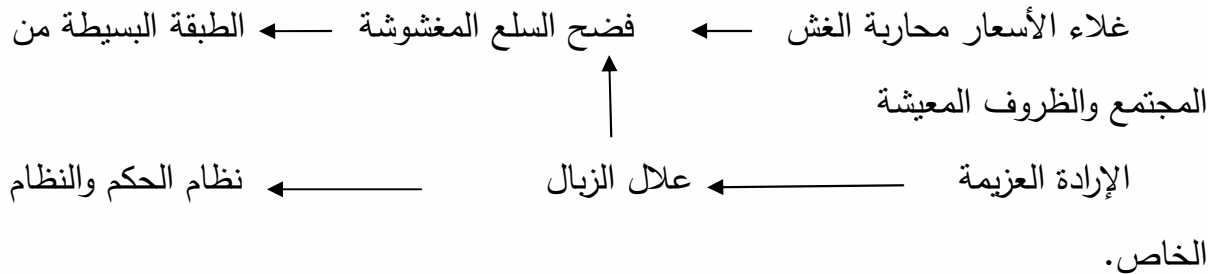 غلاء الأسعار محاربة الغش ← فضح السلع المغشوشة ← الطبقة البسيطة من
المجتمع والظروف المعيشة
الإرادة العزيمة ← علال الزبال ← نظام الحكم والنظام
الخاص.